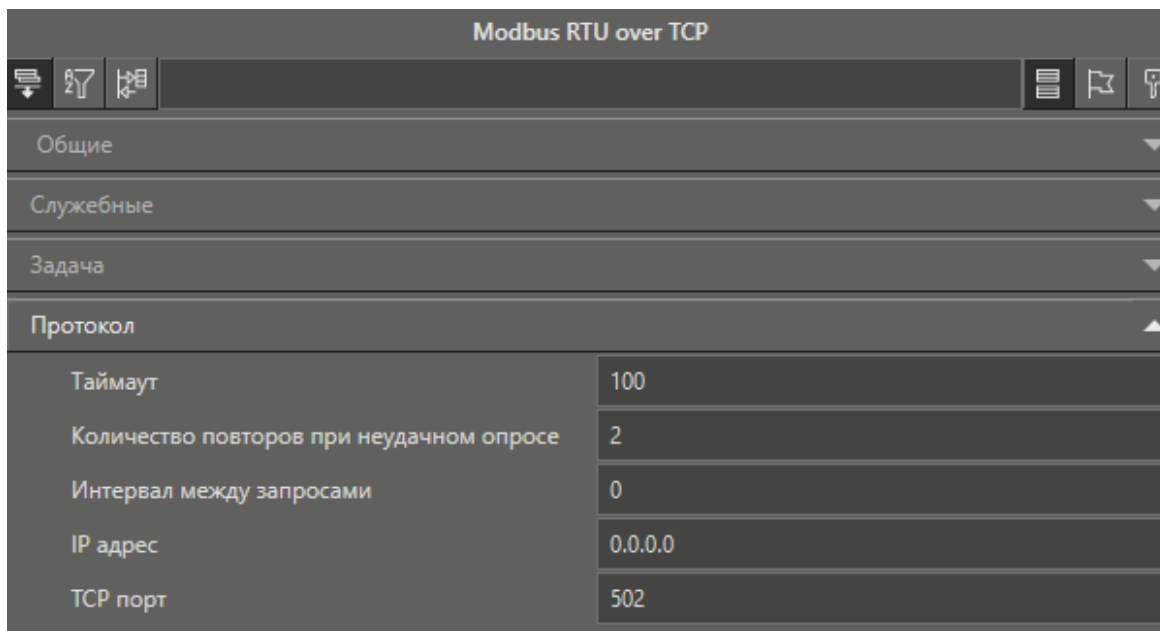 Modbus RTU over TCP
Общие
Служебные
Задача
Протокол
Таймаут 100
Количество повторов при неудачном опросе 2
Интервал между запросами 0
IP адрес 0.0.0.0
TCP порт 502